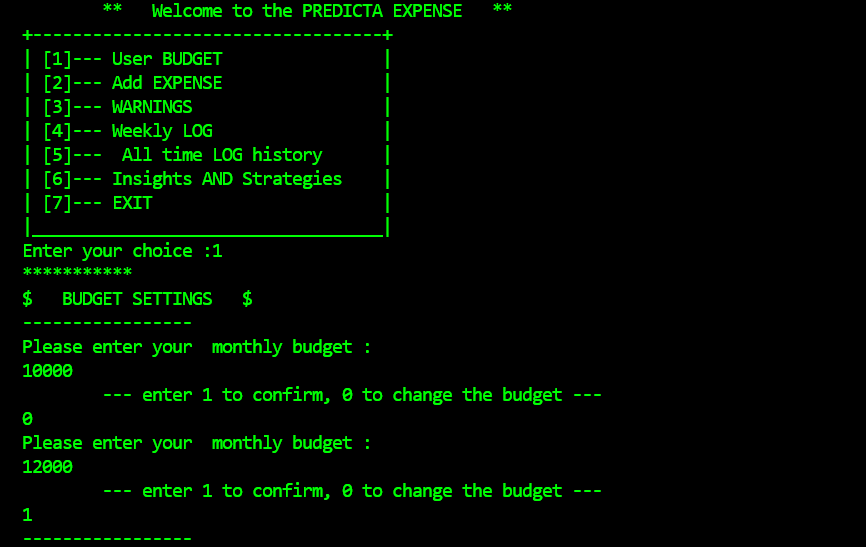 **   Welcome to the PREDICTA EXPENSE   **
+-----------------------------------+
| [1]--- User BUDGET                |
| [2]--- Add EXPENSE                |
| [3]--- WARNINGS                   |
| [4]--- Weekly LOG                 |
| [5]---  All time LOG history      |
| [6]--- Insights AND Strategies    |
| [7]--- EXIT                       |
|___________________________________|
Enter your choice :1
***********
$   BUDGET SETTINGS   $
-----------------
Please enter your  monthly budget :
10000
        --- enter 1 to confirm, 0 to change the budget ---
0
Please enter your  monthly budget :
12000
        --- enter 1 to confirm, 0 to change the budget ---
1
-----------------